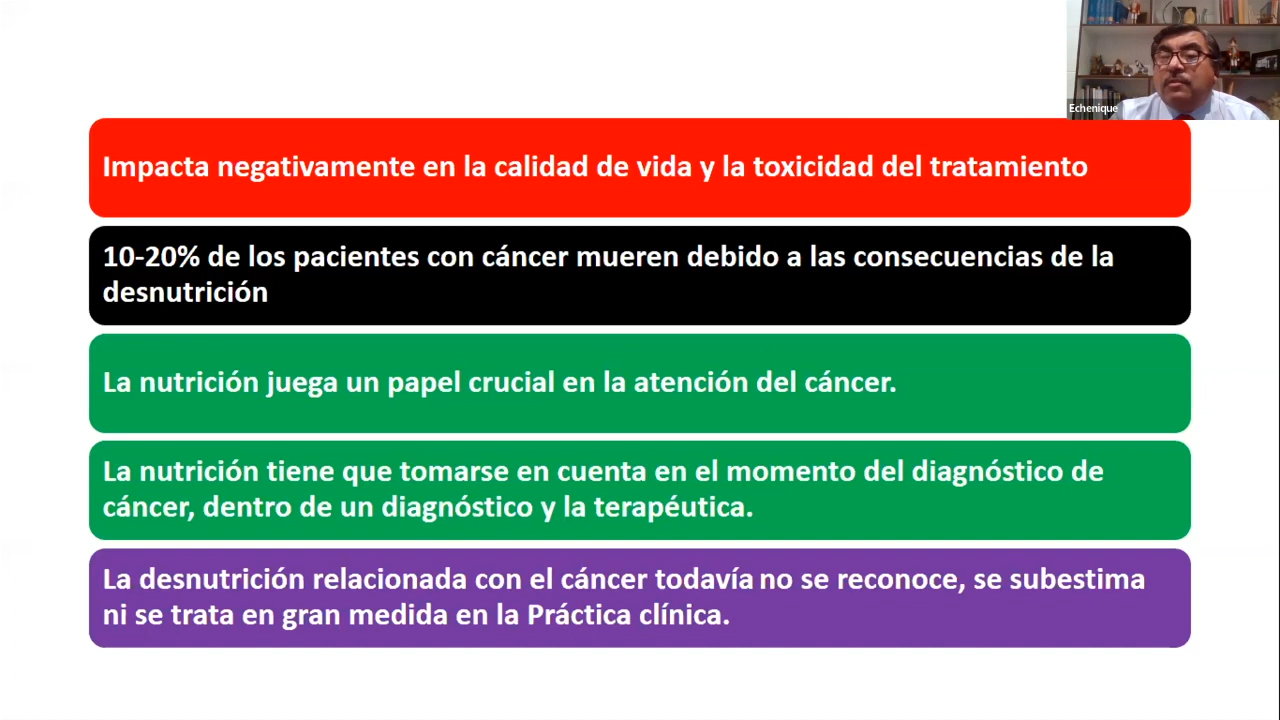 Echenique
Impacta negativamente en la calidad de vida y la toxicidad del tratamiento
10-20% de los pacientes con cáncer mueren debido a las consecuencias de la
desnutrición
La nutrición juega un papel crucial en la atención del cáncer.
La nutrición tiene que tomarse en cuenta en el momento del diagnóstico de
cáncer, dentro de un diagnóstico y la terapéutica.
La desnutrición relacionada con el cáncer todavía no se reconoce, se subestima
ni se trata en gran medida en la Práctica clínica.